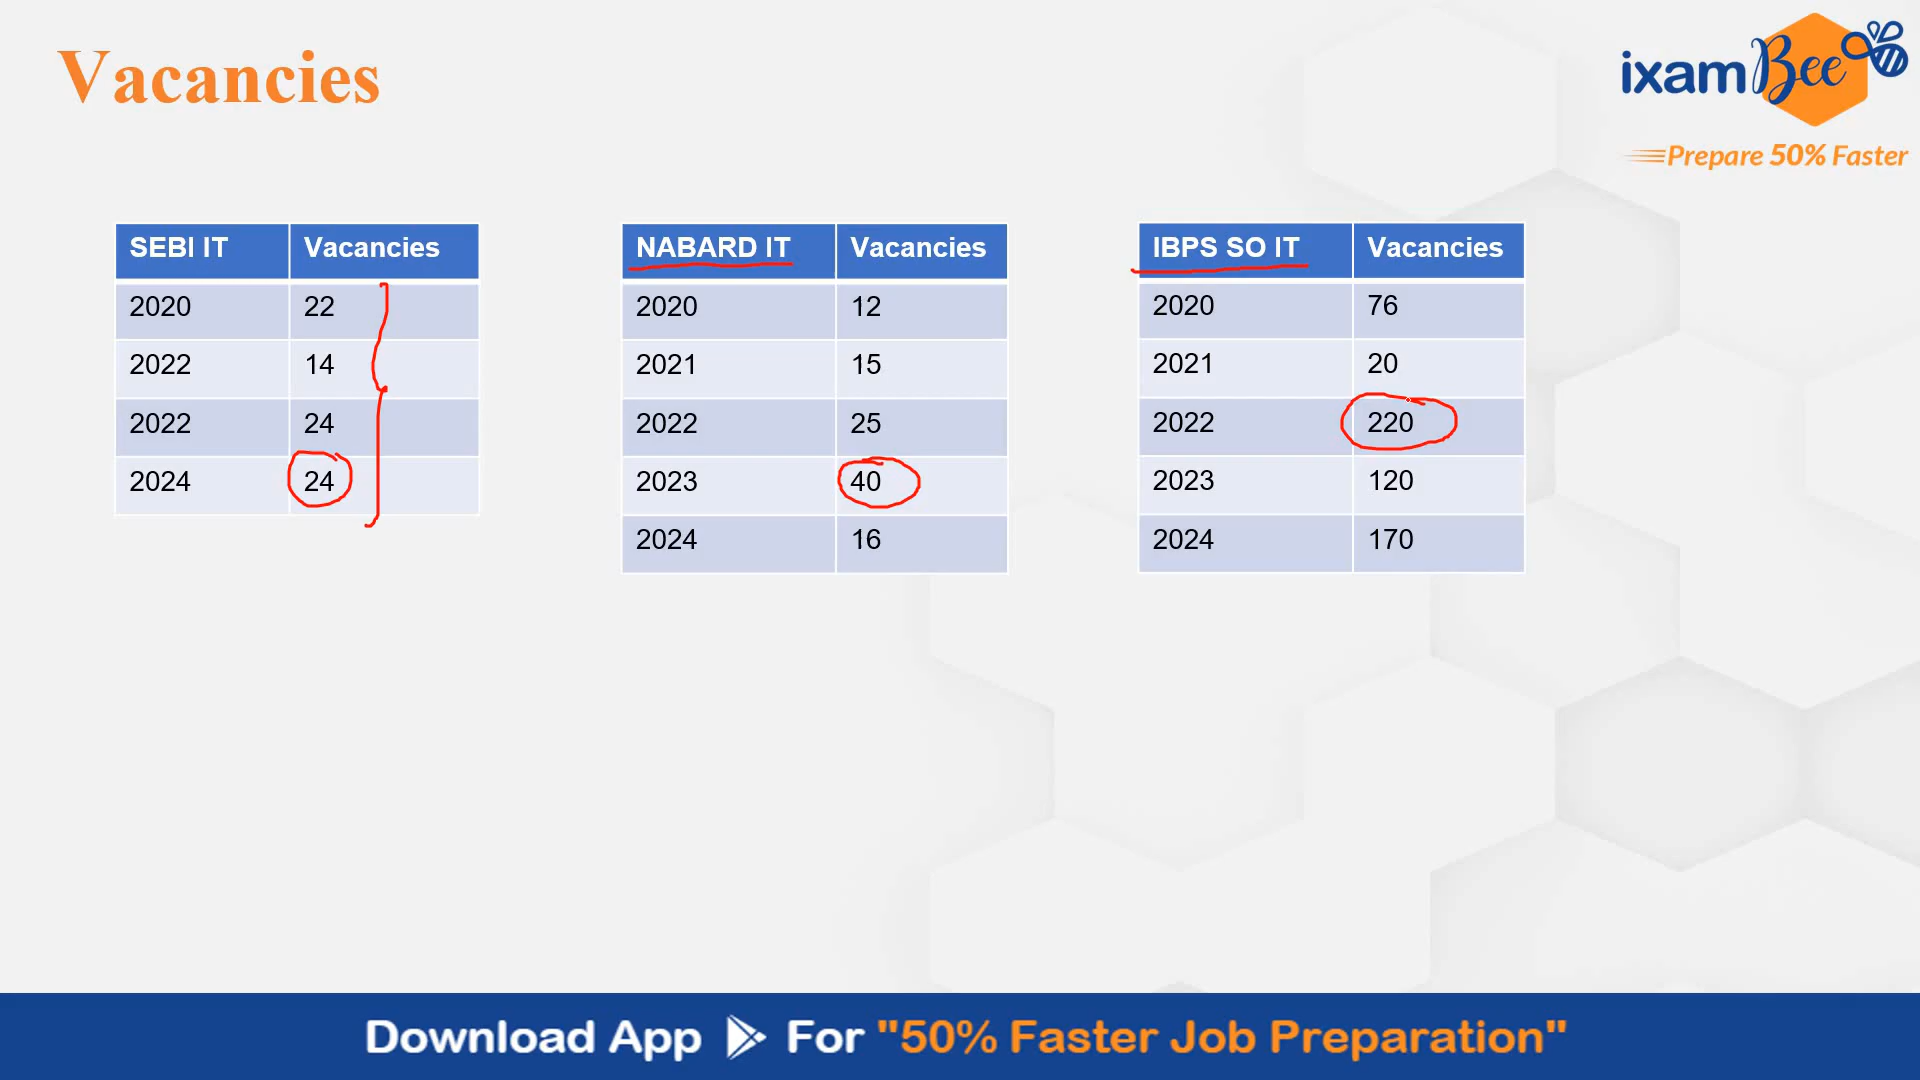 Vacancies
ixamBee
Prepare 50% Faster
SEBI IT Vacancies
2020 22
2022 14
2022 24
2024 24
NABARD IT Vacancies
2020 12
2021 15
2022 25
2023 40
2024 16
IBPS SO IT Vacancies
2020 76
2021 20
2022 220
2023 120
2024 170
Download App For "50% Faster Job Preparation"